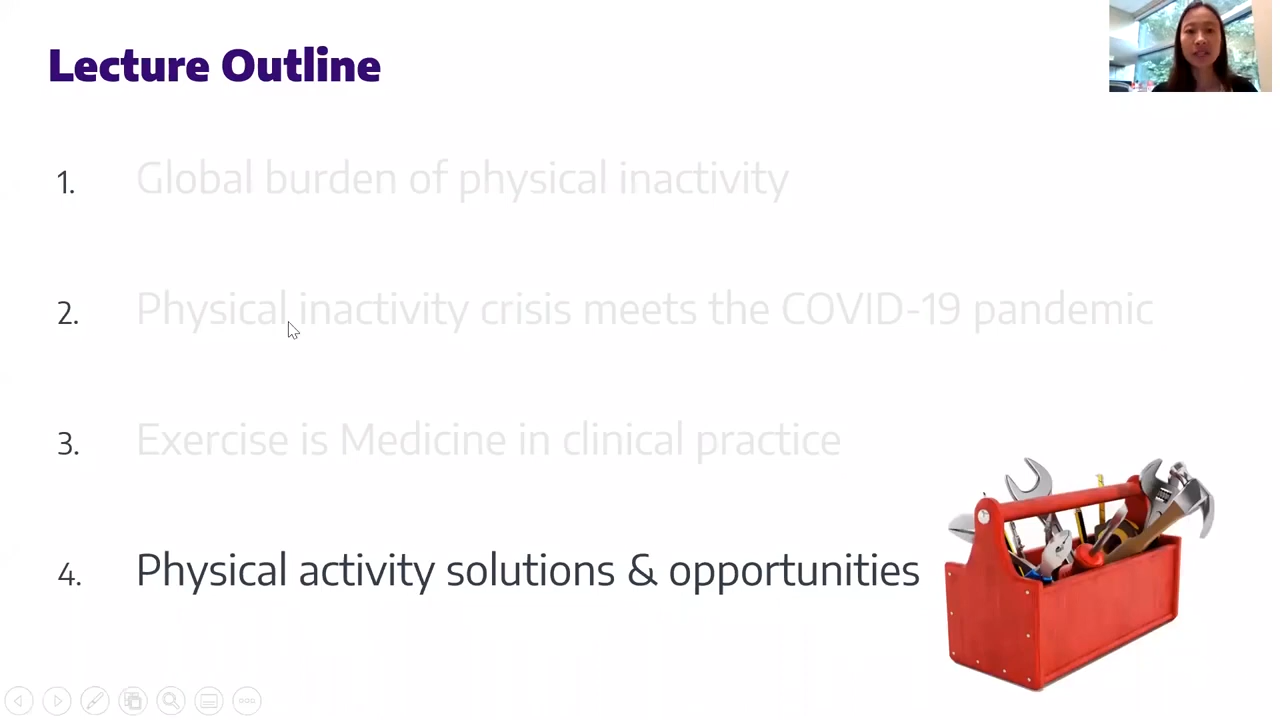 Lecture Outline
1. Global burden of physical inactivity
2. Physical inactivity crisis meets the COVID-19 pandemic
3. Exercise is Medicine in clinical practice
4. Physical activity solutions & opportunities